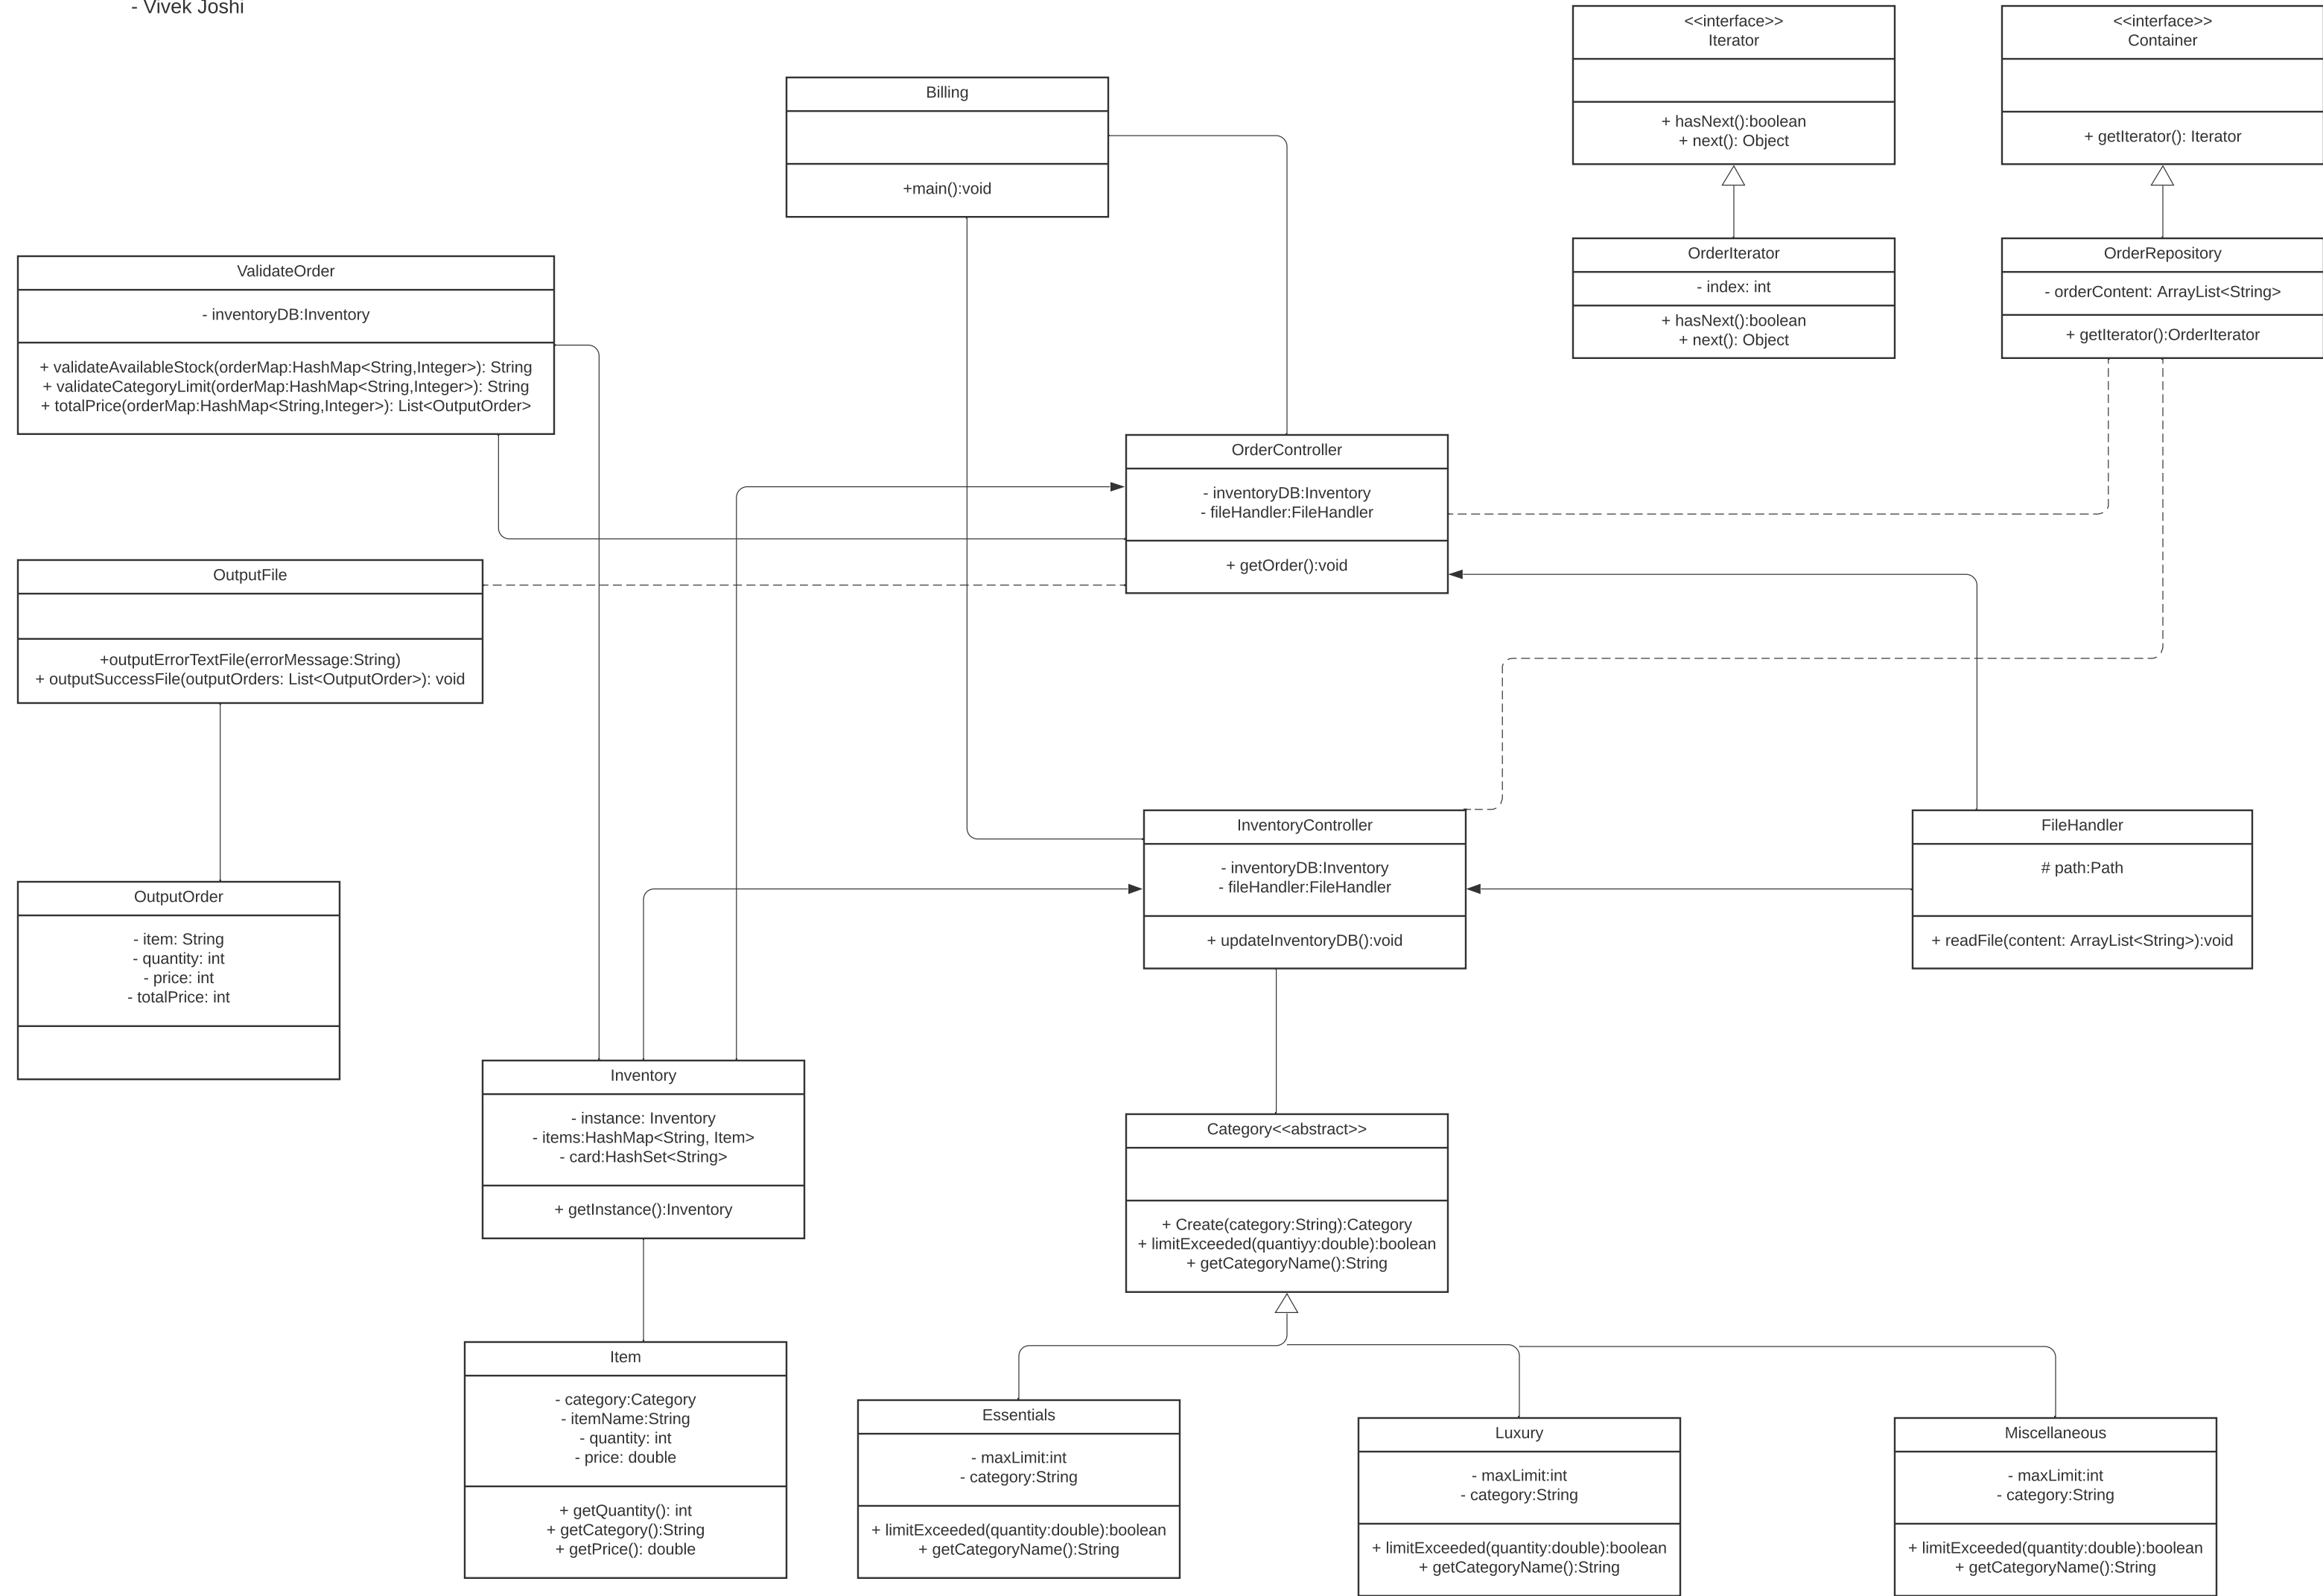 - Vivek Joshi
<<interface>>
Iterator
+ hasNext():boolean
+ next(): Object
<<interface>>
Container
+ getIterator(): Iterator
Billing
+main():void
ValidateOrder
- inventoryDB:Inventory
+ validateAvailableStock(orderMap:HashMap<String,Integer>): String
+ validateCategoryLimit(orderMap:HashMap<String,Integer>): String
+ totalPrice(orderMap:HashMap<String,Integer>): List<OutputOrder>
OrderIterator
- index: int
+ hasNext():boolean
+ next(): Object
OrderRepository
- orderContent: ArrayList<String>
+ getIterator():OrderIterator
OrderController
- inventoryDB:Inventory
- fileHandler:FileHandler
+ getOrder():void
OutputFile
+outputErrorTextFile(errorMessage:String)
+ outputSuccessFile(outputOrders: List<OutputOrder>): void
InventoryController
- inventoryDB:Inventory
- fileHandler:FileHandler
+ updateInventoryDB():void
FileHandler
# path:Path
+ readFile(content: ArrayList<String>):void
OutputOrder
- item: String
- quantity: int
- price: int
- totalPrice: int
Inventory
- instance: Inventory
- items:HashMap<String, Item>
- card:HashSet<String>
+ getInstance():Inventory
Category<<abstract>>
+ Create(category:String):Category
+ limitExceeded(quantiyy:double):boolean
+ getCategoryName():String
Item
- category:Category
- itemName:String
- quantity: int
- price: double
+ getQuantity(): int
+ getCategory():String
+ getPrice(): double
Essentials
- maxLimit:int
- category:String
+ limitExceeded(quantity:double):boolean
+ getCategoryName():String
Luxury
- maxLimit:int
- category:String
+ limitExceeded(quantity:double):boolean
+ getCategoryName():String
Miscellaneous
- maxLimit:int
- category:String
+ limitExceeded(quantity:double):boolean
+ getCategoryName():String